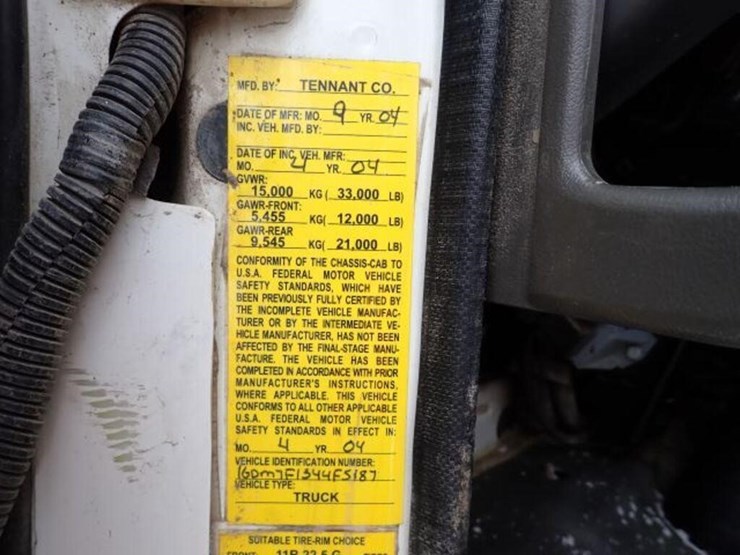 MFD. BY: TENNANT CO.
DATE OF MFR: MO. 9 YR. 04
INC. VEH. MFD. BY:
DATE OF INC. VEH. MFR:
MO. 4 YR. 04
GVWR:
15,000 KG( 33,000 LB)
GAWR-FRONT:
5,455 KG( 12,000 LB)
GAWR-REAR
9,545 KG( 21,000 LB)
CONFORMITY OF THE CHASSIS-CAB TO
U.S.A. FEDERAL MOTOR VEHICLE
SAFETY STANDARDS, WHICH HAVE
BEEN PREVIOUSLY FULLY CERTIFIED BY
THE INCOMPLETE VEHICLE MANUFAC-
TURER OR BY THE INTERMEDIATE VE-
HICLE MANUFACTURER, HAS NOT BEEN
AFFECTED BY THE FINAL-STAGE MANU-
FACTURE. THE VEHICLE HAS BEEN
COMPLETED IN ACCORDANCE WITH PRIOR
MANUFACTURER'S INSTRUCTIONS,
WHERE APPLICABLE. THIS VEHICLE
CONFORMS TO ALL OTHER APPLICABLE
U.S.A. FEDERAL MOTOR VEHICLE
SAFETY STANDARDS IN EFFECT IN:
MO. 4 YR 04
VEHICLE IDENTIFICATION NUMBER:
VEHICLE TYPE:
TRUCK
SUITABLE TIRE-RIM CHOICE